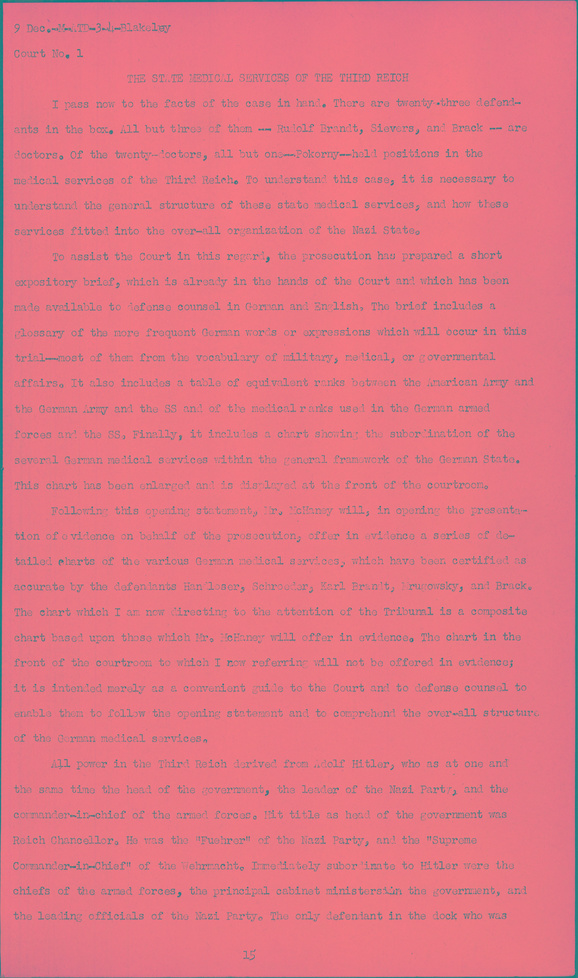 9 Dec.-M-.TD-3-4-Blakeley
Court No. 1
THE STATE MEDICAL SERVICES OF THE THIRD REICH
I pass now to the facts of the case in hand. There are twenty-three defend-
ants in the box. All but three of them -- Rudolf Brandt, Sievers, and Brack -- are
doctors. Of the twenty-doctors, all but one--Pokorny--held positions in the
medical services of the Third Reich. To understand this case, it is necessary to
understand the general structure of these state medical services, and how these
services fitted into the over-all organization of the Nazi State.
To assist the Court in this regard, the prosecution has prepared a short
expository brief, which is already in the hands of the Court and which has been
made available to defense counsel in German and English. The brief includes a
glossary of the more frequent German words or expressions which will occur in this
trial--most of them from the vocabulary of military, medical, or governmental
affairs. It also includes a table of equivalent ranks between the American Army and
the German Army and the SS and of the medical ranks used in the German armed
forces and the SS. Finally, it includes a chart showing the subordination of the
several German medical services within the general framework of the German State.
This chart has been enlarged and is displayed at the front of the courtroom.
Following this opening statement, Mr. McHaney will, in opening the presenta-
tion of evidence on behalf of the prosecution, offer in evidence a series of de-
tailed charts of the various German medical services, which have been certified as
accurate by the defendants Handloser, Schroeder, Karl Brandt, Mrugowsky, and Brack.
The chart which I am now directing to the attention of the Tribunal is a composite
chart based upon those which Mr. McHaney will offer in evidence. The chart in the
front of the courtroom to which I now referring will not be offered in evidence;
it is intended merely as a convenient guide to the Court and to defense counsel to
enable them to follow the opening statement and to comprehend the over-all structure
of the German medical services.
All power in the Third Reich derived from Adolf Hitler, who as at one and
the same time the head of the government, the leader of the Nazi Party, and the
commander-in-chief of the armed forces. Hit title as head of the government was
Reich Chancellor. He was the "Fuehrer" of the Nazi Party, and the "Supreme
Commander-in-Chief" of the Wehrmacht. Immediately subordinate to Hitler were the
chiefs of the armed forces, the principal cabinet ministers in the government, and
the leading officials of the Nazi Party. The only defendant in the dock who was
15